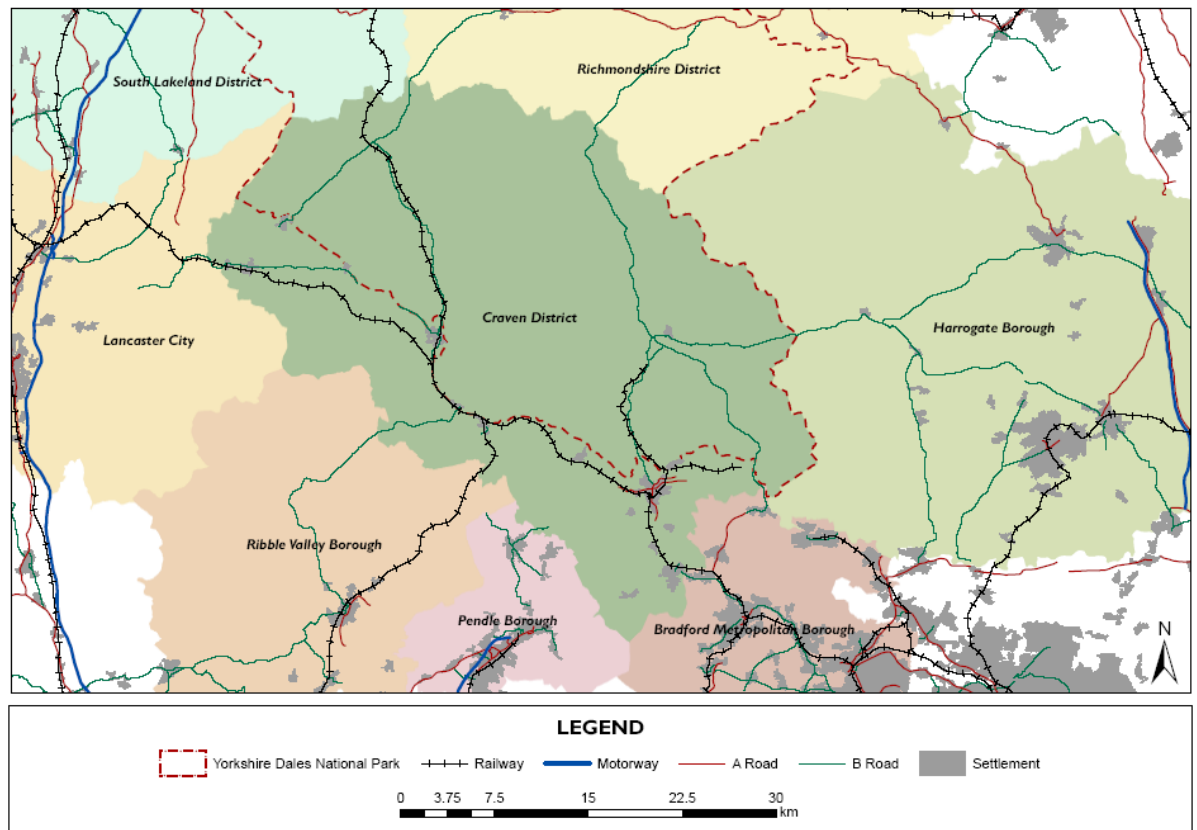 South Lakeland District
Richmondshire District
Craven District
Harrogate Borough
Lancaster City
Ribble Valley Borough
Pendle Borough
Bradford Metropolitan Borough
N
LEGEND
Yorkshire Dales National Park Railway Motorway A Road B Road Settlement
0 3.75 7.5 15 22.5 30
km